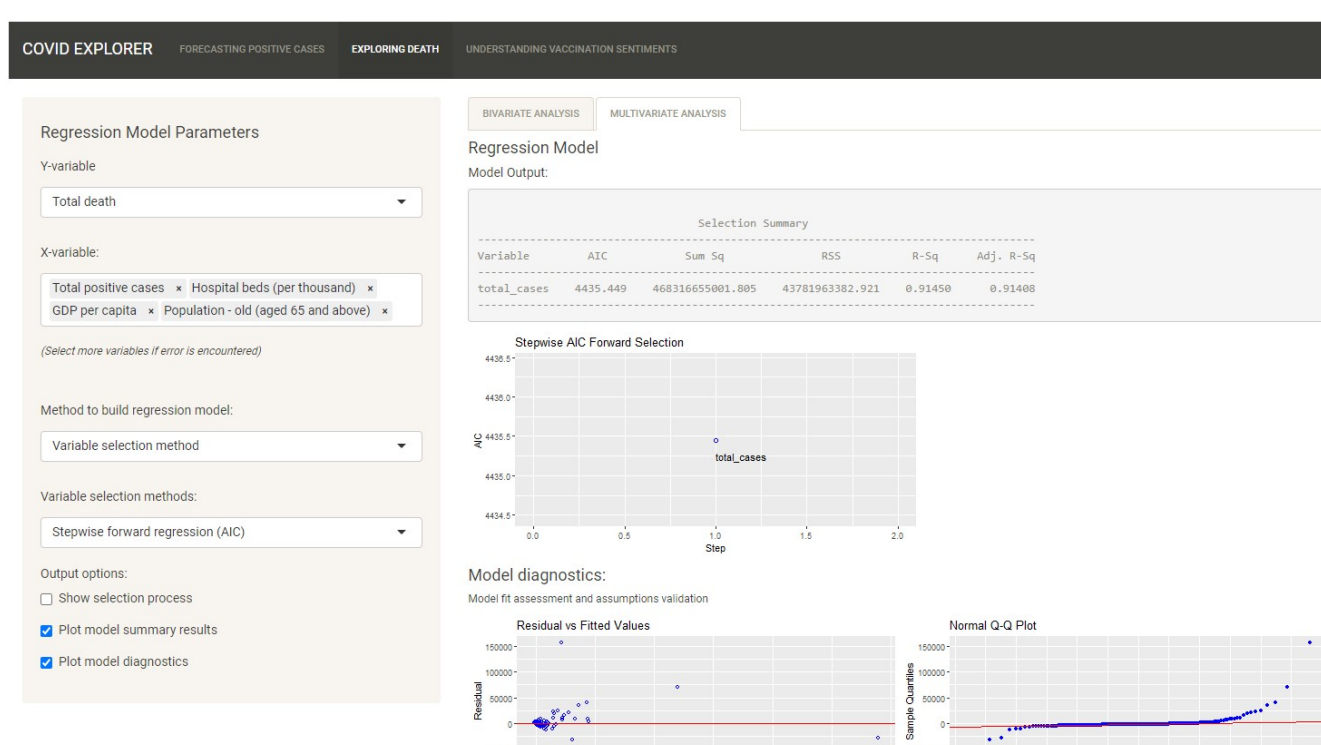 COVID EXPLORER FORECASTING POSITIVE CASES EXPLORING DEATH UNDERSTANDING VACCINATION SENTIMENTS
Regression Model Parameters
Y-variable
Total death
X-variable:
Total positive cases × Hospital beds (per thousand) ×
GDP per capita × Population - old (aged 65 and above) ×
(Select more variables if error is encountered)
Method to build regression model:
Variable selection method
Variable selection methods:
Stepwise forward regression (AIC)
Output options:
Show selection process
Plot model summary results
Plot model diagnostics
BIVARIATE ANALYSIS MULTIVARIATE ANALYSIS
Regression Model
Model Output:
Selection Summary
Variable AIC Sum Sq RSS R-Sq Adj. R-Sq
total_cases 4435.449 468316655001.805 43781963382.921 0.91450 0.91408
Stepwise AIC Forward Selection
4436.5
4436.0
4435.5
4435.0
4434.5
AIC
total_cases
0.0 0.5 1.0 1.5 2.0
Step
Model diagnostics:
Model fit assessment and assumptions validation
Residual vs Fitted Values
150000
100000
50000
0
Residual
Normal Q-Q Plot
150000
100000
50000
0
Sample Quantiles